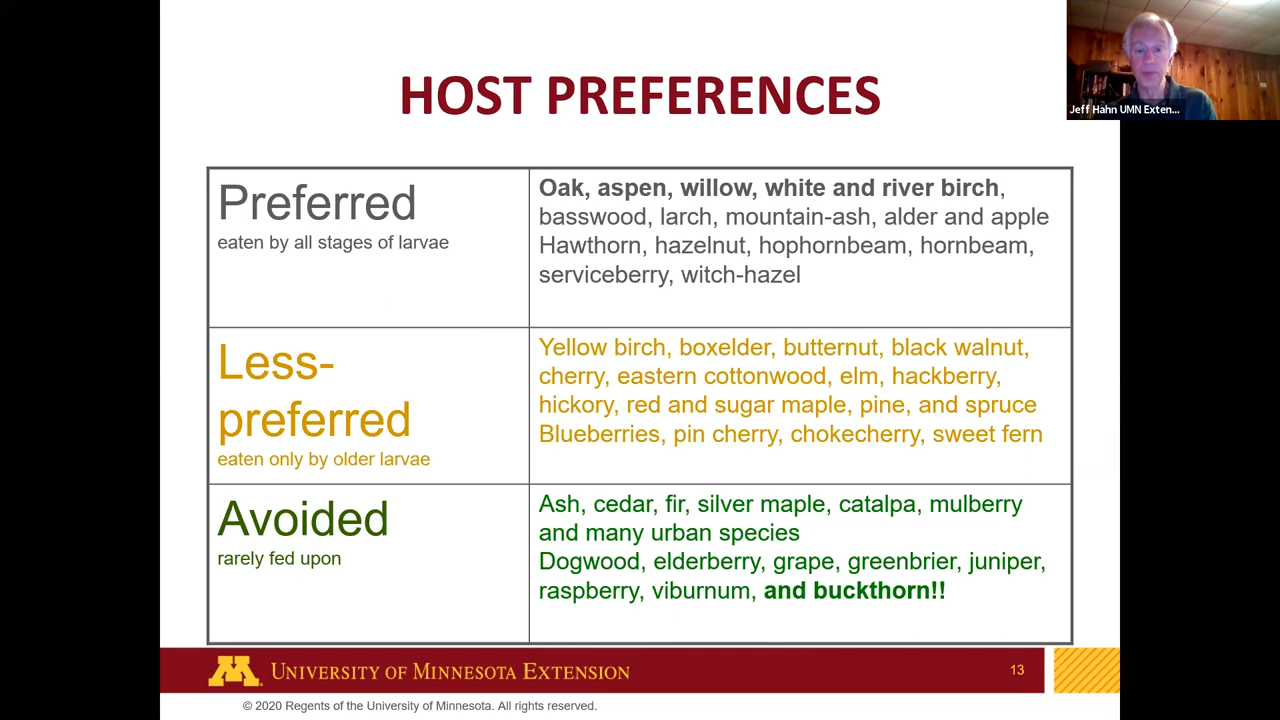 HOST PREFERENCES
Jeff Hahn UMN Exten...
Preferred
eaten by all stages of larvae
Oak, aspen, willow, white and river birch,
basswood, larch, mountain-ash, alder and apple
Hawthorn, hazelnut, hophornbeam, hornbeam,
serviceberry, witch-hazel
Less-
preferred
eaten only by older larvae
Yellow birch, boxelder, butternut, black walnut,
cherry, eastern cottonwood, elm, hackberry,
hickory, red and sugar maple, pine, and spruce
Blueberries, pin cherry, chokecherry, sweet fern
Avoided
rarely fed upon
Ash, cedar, fir, silver maple, catalpa, mulberry
and many urban species
Dogwood, elderberry, grape, greenbrier, juniper,
raspberry, viburnum, and buckthorn!!
M University of Minnesota Extension
13
© 2020 Regents of the University of Minnesota. All rights reserved.